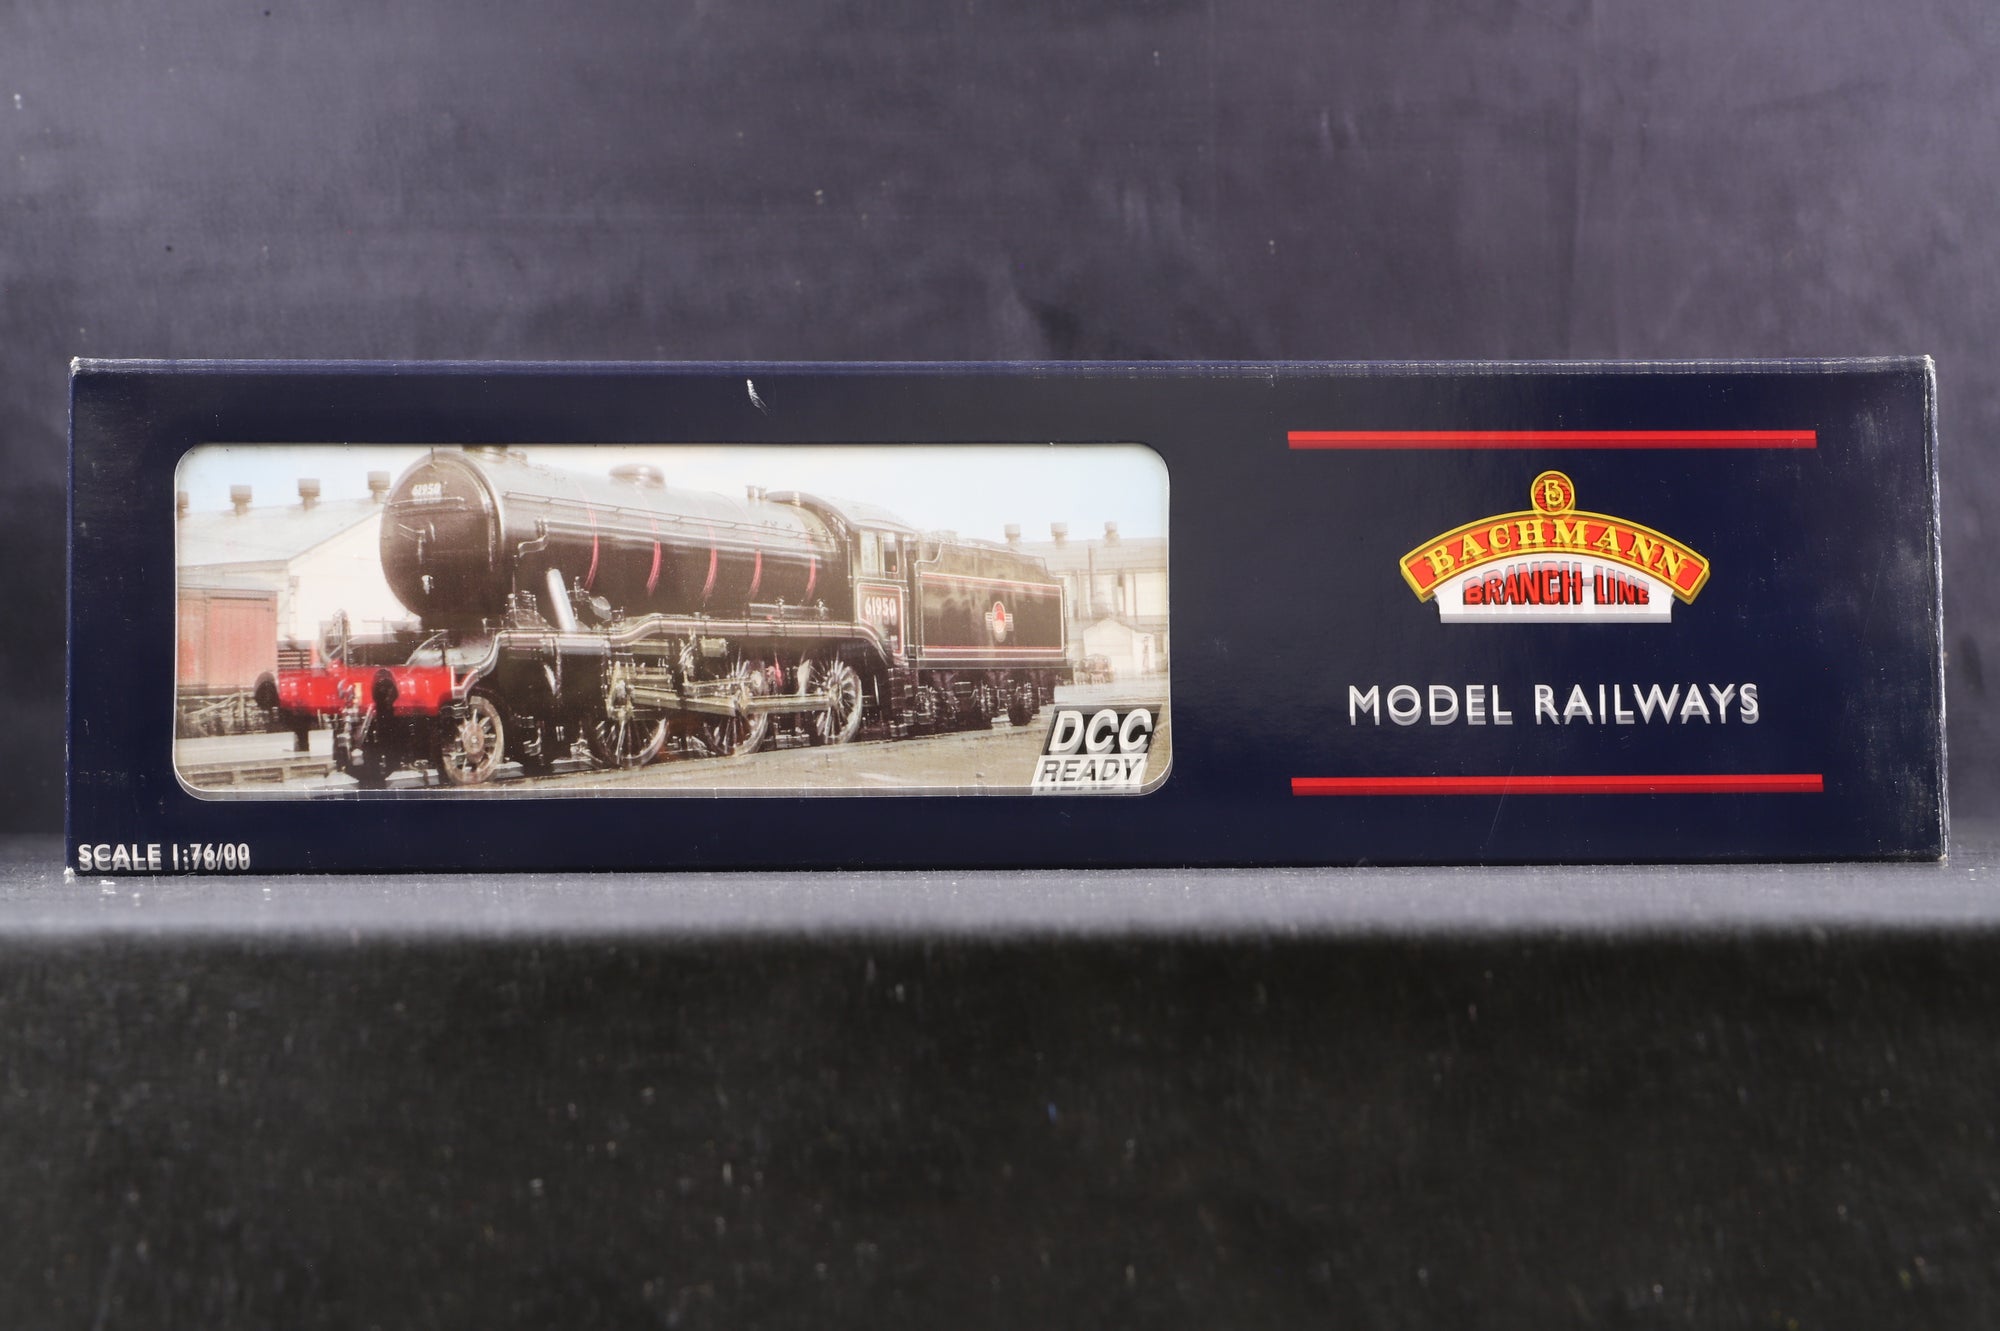 61950
61950
DCC
READY
B
BACHMANN
BRANCH-LINE
MODEL RAILWAYS
SCALE 1:76/00